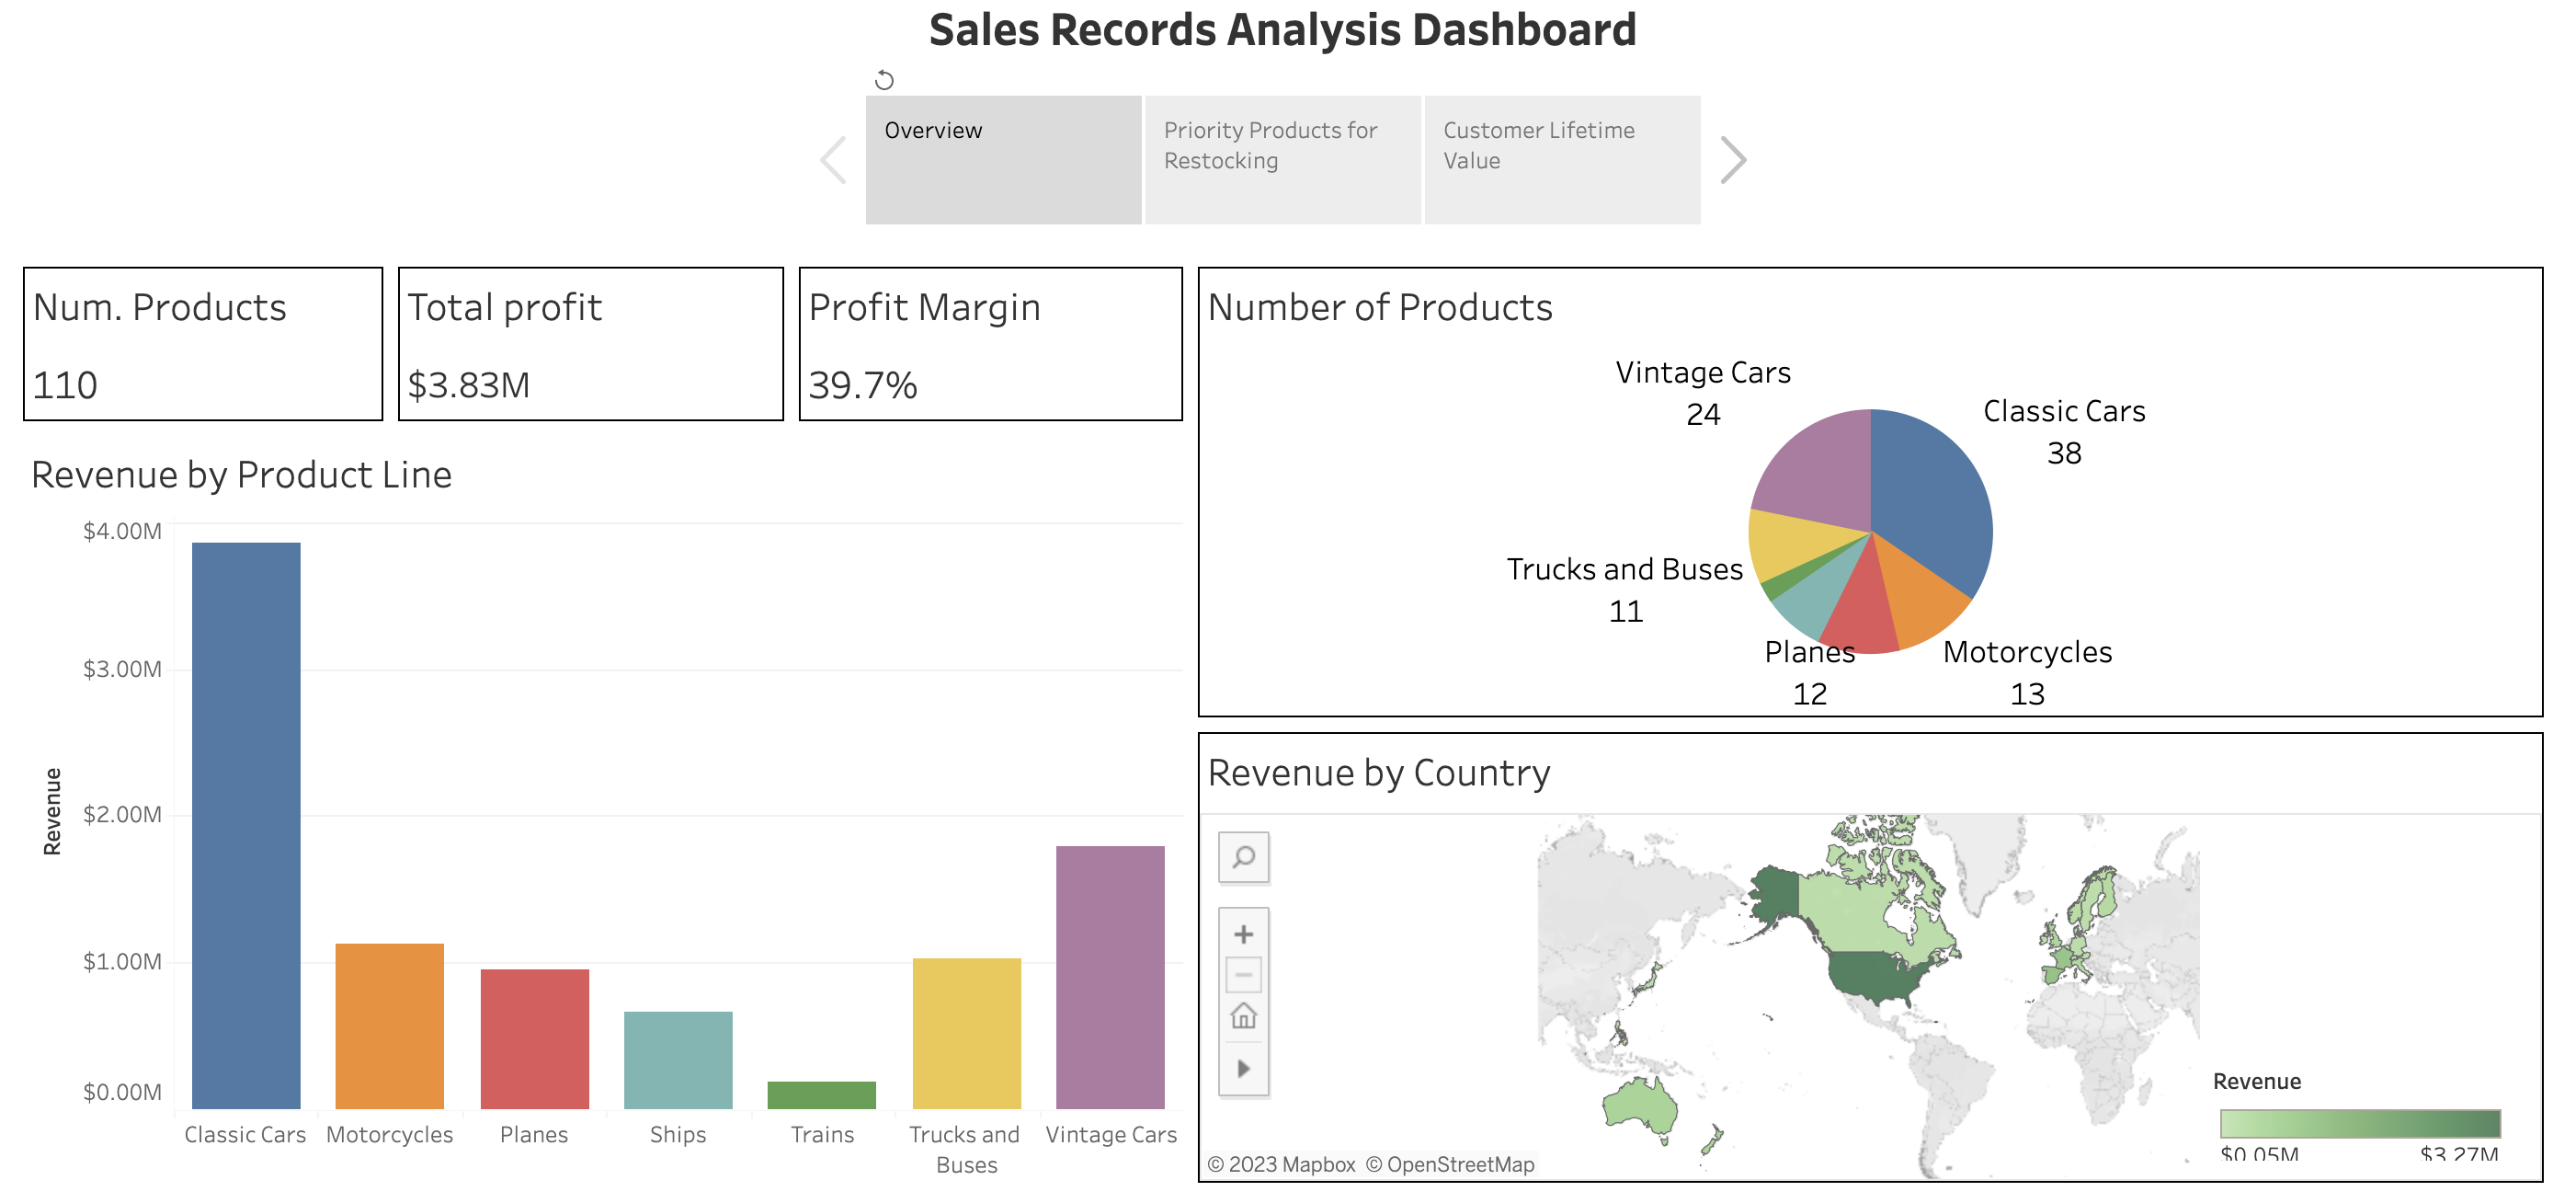 Sales Records Analysis Dashboard
Overview
Priority Products for
Restocking
Customer Lifetime
Value
Num. Products
110
Total profit
$3.83M
Profit Margin
39.7%
Revenue by Product Line
Revenue
$4.00M
$3.00M
$2.00M
$1.00M
$0.00M
Classic Cars
Motorcycles
Planes
Ships
Trains
Trucks and
Buses
Vintage Cars
Number of Products
Vintage Cars
24
Classic Cars
38
Trucks and Buses
11
Planes
12
Motorcycles
13
Revenue by Country
Revenue
$0.05M
$3.27M
© 2023 Mapbox © OpenStreetMap